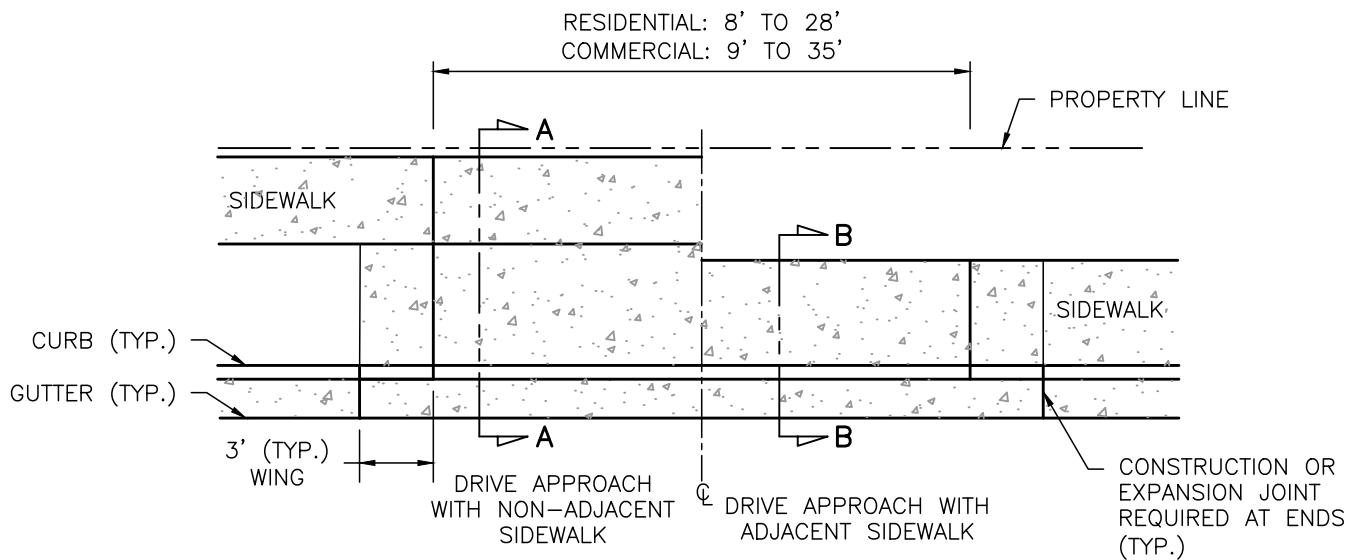 RESIDENTIAL: 8' TO 28'
COMMERCIAL: 9' TO 35'
PROPERTY LINE
A
SIDEWALK
B
SIDEWALK
CURB (TYP.)
GUTTER (TYP.)
A
B
3' (TYP.)
WING
DRIVE APPROACH
WITH NON-ADJACENT
SIDEWALK
℄ DRIVE APPROACH WITH
ADJACENT SIDEWALK
CONSTRUCTION OR
EXPANSION JOINT
REQUIRED AT ENDS
(TYP.)